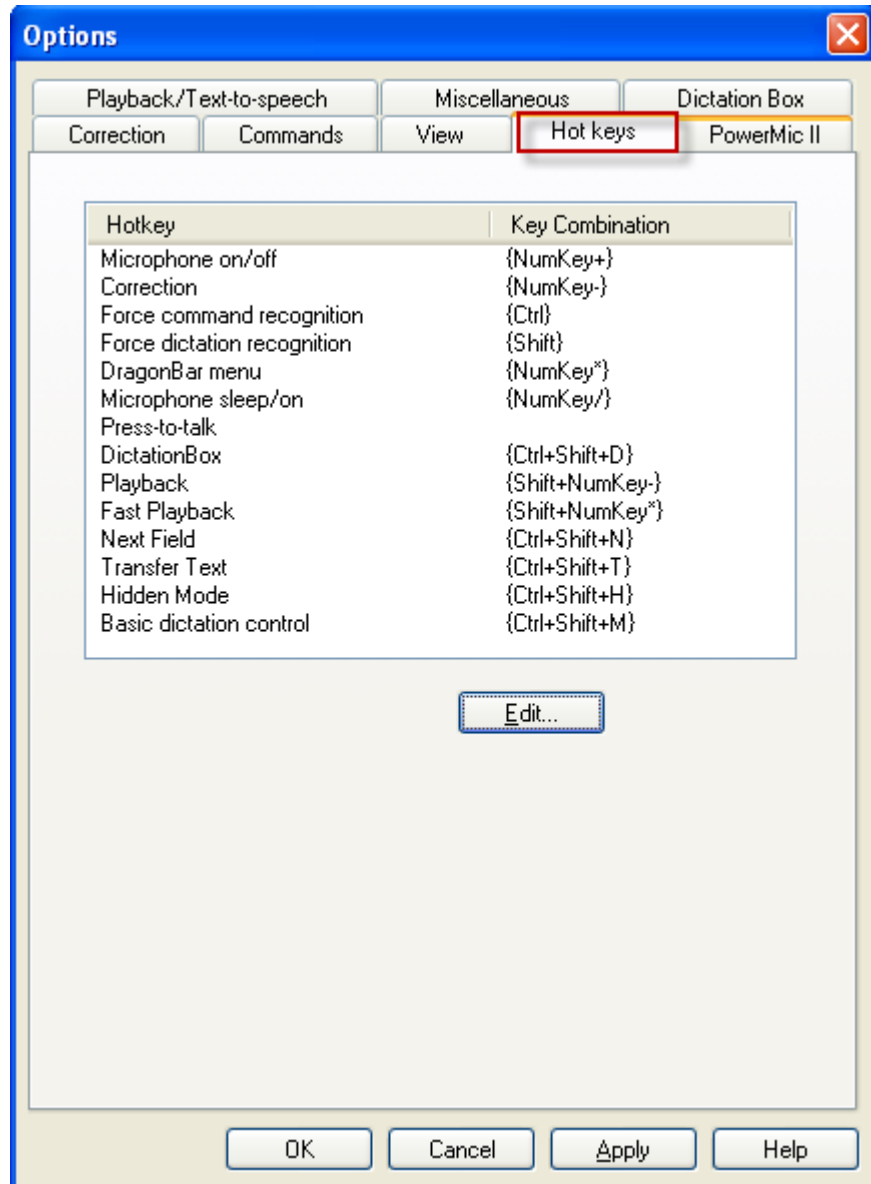 Options
Playback/Text-to-speech Miscellaneous Dictation Box
Correction Commands View Hot keys PowerMic II
Hotkey Key Combination
Microphone on/off {NumKey+}
Correction {NumKey-}
Force command recognition {Ctrl}
Force dictation recognition {Shift}
DragonBar menu {NumKey*}
Microphone sleep/on {NumKey/}
Press-to-talk
DictationBox {Ctrl+Shift+D}
Playback {Shift+NumKey-}
Fast Playback {Shift+NumKey*}
Next Field {Ctrl+Shift+N}
Transfer Text {Ctrl+Shift+T}
Hidden Mode {Ctrl+Shift+H}
Basic dictation control {Ctrl+Shift+M}
Edit...
OK Cancel Apply Help